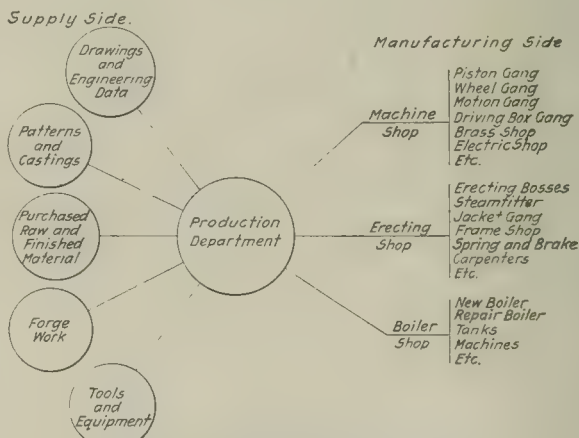 Supply Side.
Drawings
and
Engineering
Data
Patterns
and
Castings
Purchased
Raw and
Finished
Material
Forge
Work
Tools
and
Equipment
Production
Department
Manufacturing Side
Machine
Shop
Piston Gang
Wheel Gang
Motion Gang
Driving Box Gang
Brass Shop
Electric Shop
Etc.
Erecting
Shop
Erecting Bosses
Steamfitter
Jacket Gang
Frame Shop
Spring and Brake
Carpenters
Etc.
Boiler
Shop
New Boiler
Repair Boiler
Tanks
Machines
Etc.